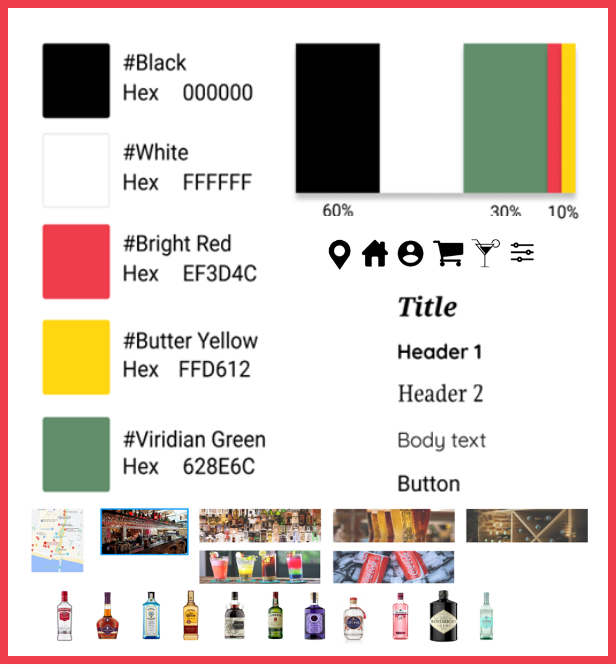 #Black
Hex 000000
#White
Hex FFFFFF
#Bright Red
Hex EF3D4C
#Butter Yellow
Hex FFD612
#Viridian Green
Hex 628E6C
60% 30% 10%
Title
Header 1
Header 2
Body text
Button
HENDRICK'S